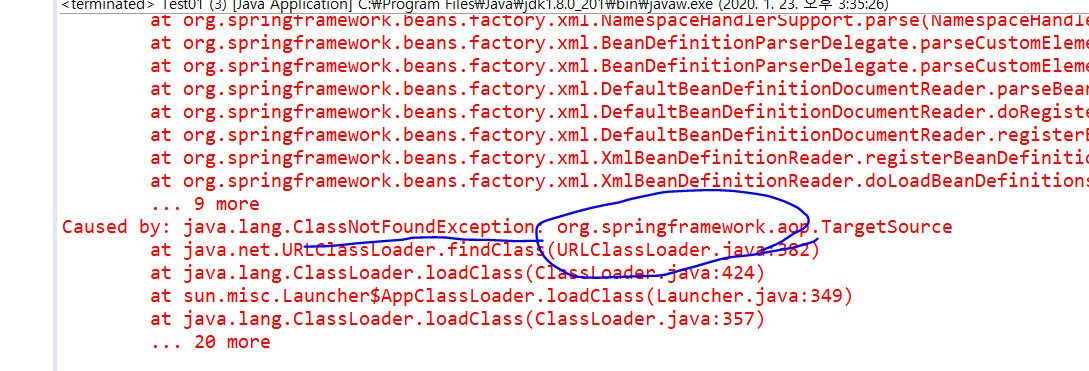 <terminated> Test01 (3) [Java Application] C:₩Program Files₩Java₩jdk1.8.0_201₩bin₩javaw.exe (2020. 1. 23. 오후 3:35:26)
at org.springframework.beans.factory.xml.NamespaceHandlerSupport.parse(NamespaceHandle
at org.springframework.beans.factory.xml.BeanDefinitionParserDelegate.parseCustomEleme
at org.springframework.beans.factory.xml.BeanDefinitionParserDelegate.parseCustomEleme
at org.springframework.beans.factory.xml.DefaultBeanDefinitionDocumentReader.parseBean
at org.springframework.beans.factory.xml.DefaultBeanDefinitionDocumentReader.doRegiste
at org.springframework.beans.factory.xml.DefaultBeanDefinitionDocumentReader.registerB
at org.springframework.beans.factory.xml.XmlBeanDefinitionReader.registerBeanDefinitio
at org.springframework.beans.factory.xml.XmlBeanDefinitionReader.doLoadBeanDefinitions
... 9 more
Caused by: java.lang.ClassNotFoundException: org.springframework.aop.TargetSource
at java.net.URLClassLoader.findClass(URLClassLoader.java:382)
at java.lang.ClassLoader.loadClass(ClassLoader.java:424)
at sun.misc.Launcher$AppClassLoader.loadClass(Launcher.java:349)
at java.lang.ClassLoader.loadClass(ClassLoader.java:357)
... 20 more